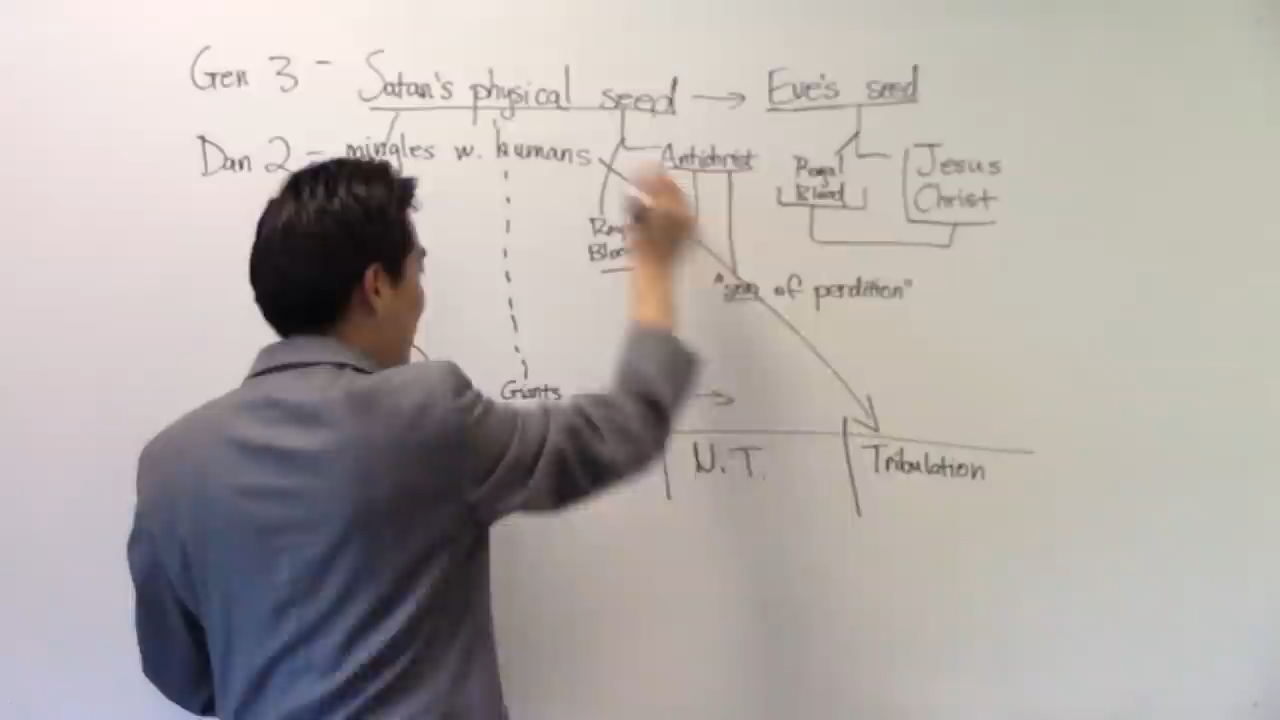 Gen 3 - Satan's physical seed → Eve's seed
Dan 2 - mingles w. humans
Antichrist
Royal
Blood
Jesus
Christ
"son of perdition"
Giants →
N.T.
Tribulation